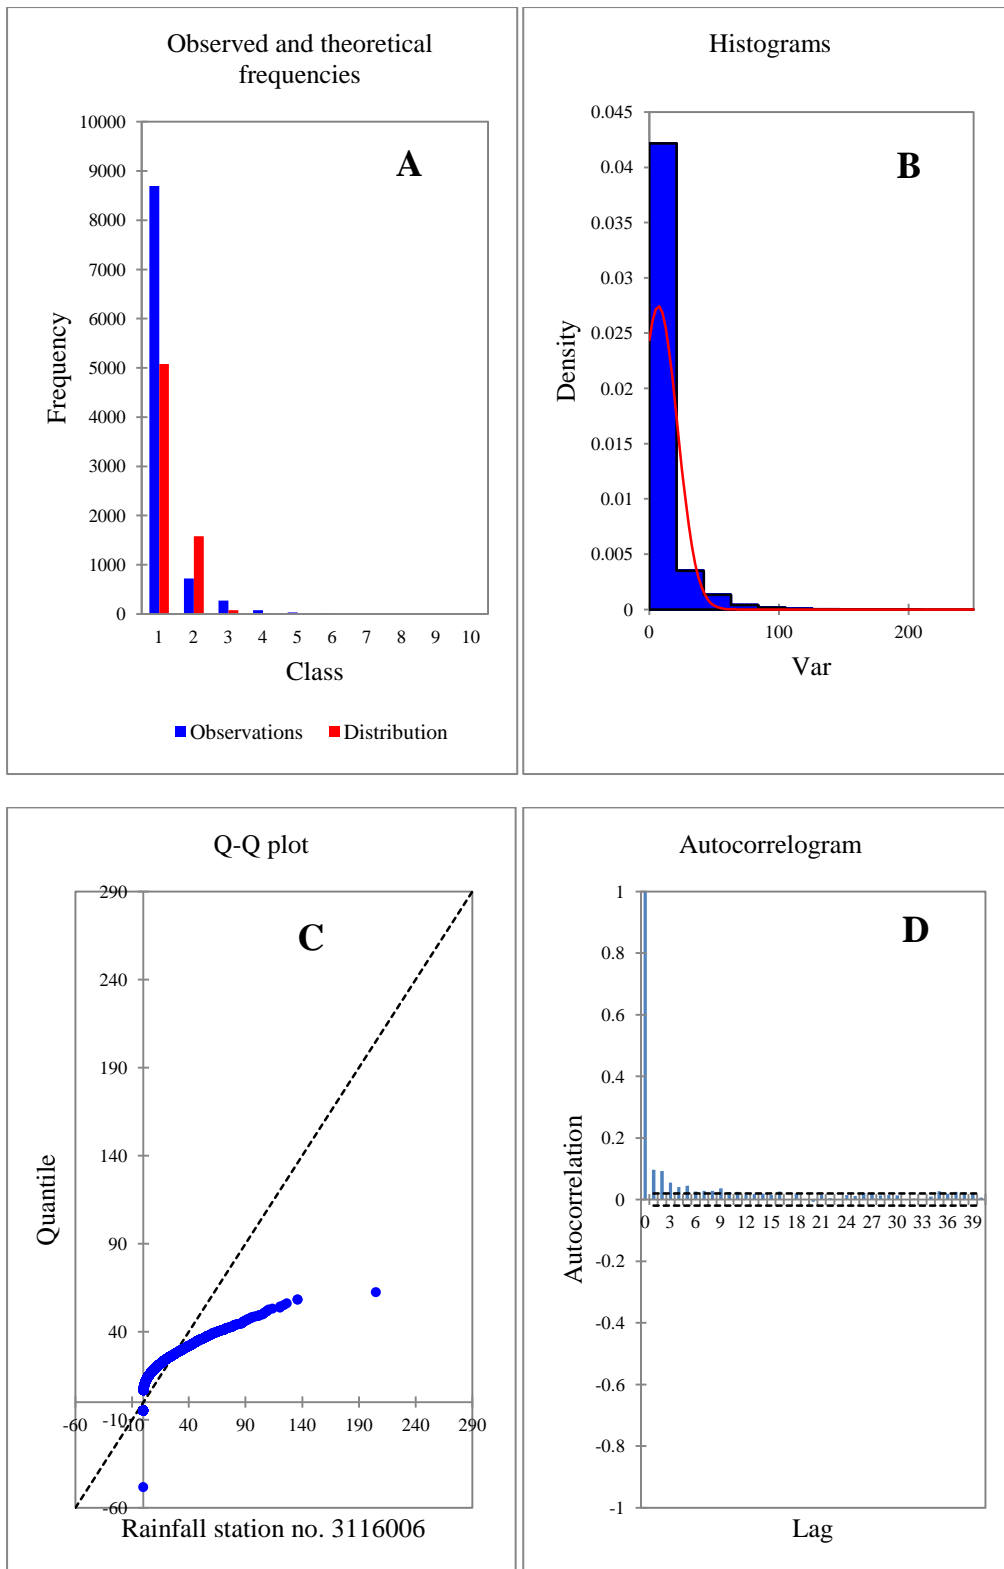 Observed and theoretical
frequencies
A
10000
9000
8000
7000
6000
5000
4000
3000
2000
1000
0
Frequency
1 2 3 4 5 6 7 8 9 10
Class
Observations Distribution
Histograms
B
0.045
0.04
0.035
0.03
0.025
0.02
0.015
0.01
0.005
0
Density
0 100 200
Var
Q-Q plot
C
290
240
190
140
90
40
-10
-60
Quantile
-60 -10 40 90 140 190 240 290
Rainfall station no. 3116006
Autocorrelogram
D
1
0.8
0.6
0.4
0.2
0
-0.2
-0.4
-0.6
-0.8
-1
Autocorrelation
0 3 6 9 12 15 18 21 24 27 30 33 36 39
Lag